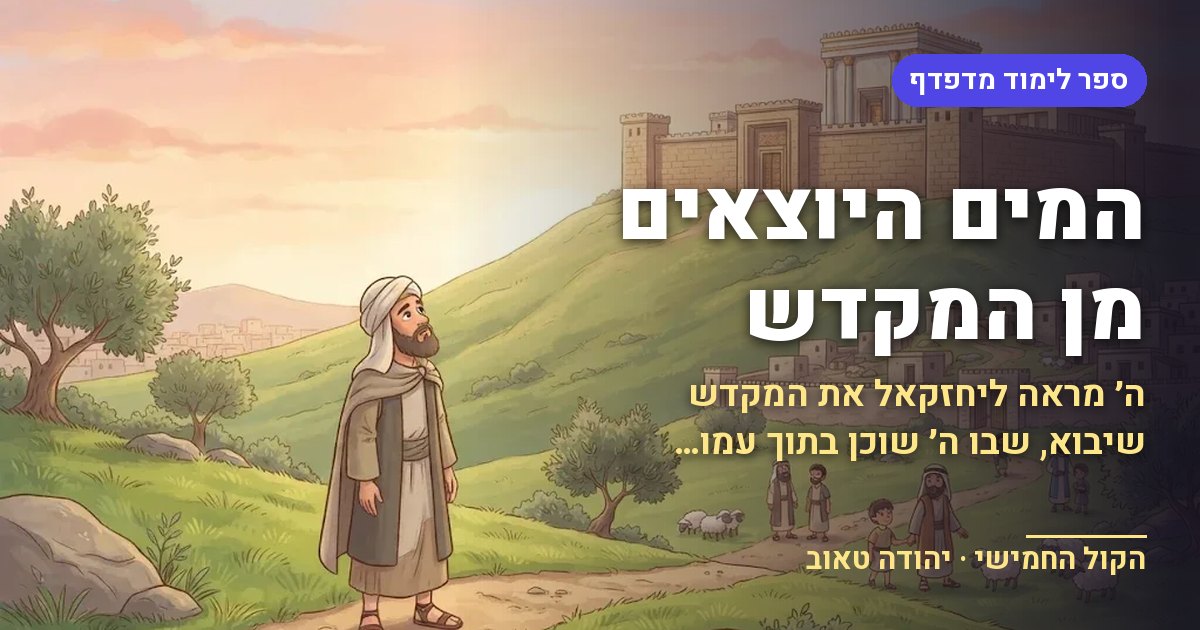 ספר לימוד מדפדף
המים היוצאים
מן המקדש
ה׳ מראה ליחזקאל את המקדש
שיבוא, שבו ה׳ שוכן בתוך עמו...
הקול החמישי · יהודה טאוב